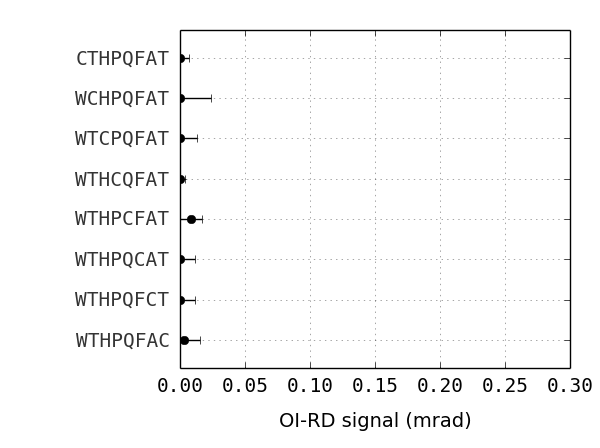 CTHPQFAT
WCHPQFAT
WTCPQFAT
WTHCQFAT
WTHPCFAT
WTHPQCAT
WTHPQFCT
WTHPQFAC
0.00 0.05 0.10 0.15 0.20 0.25 0.30
OI-RD signal (mrad)